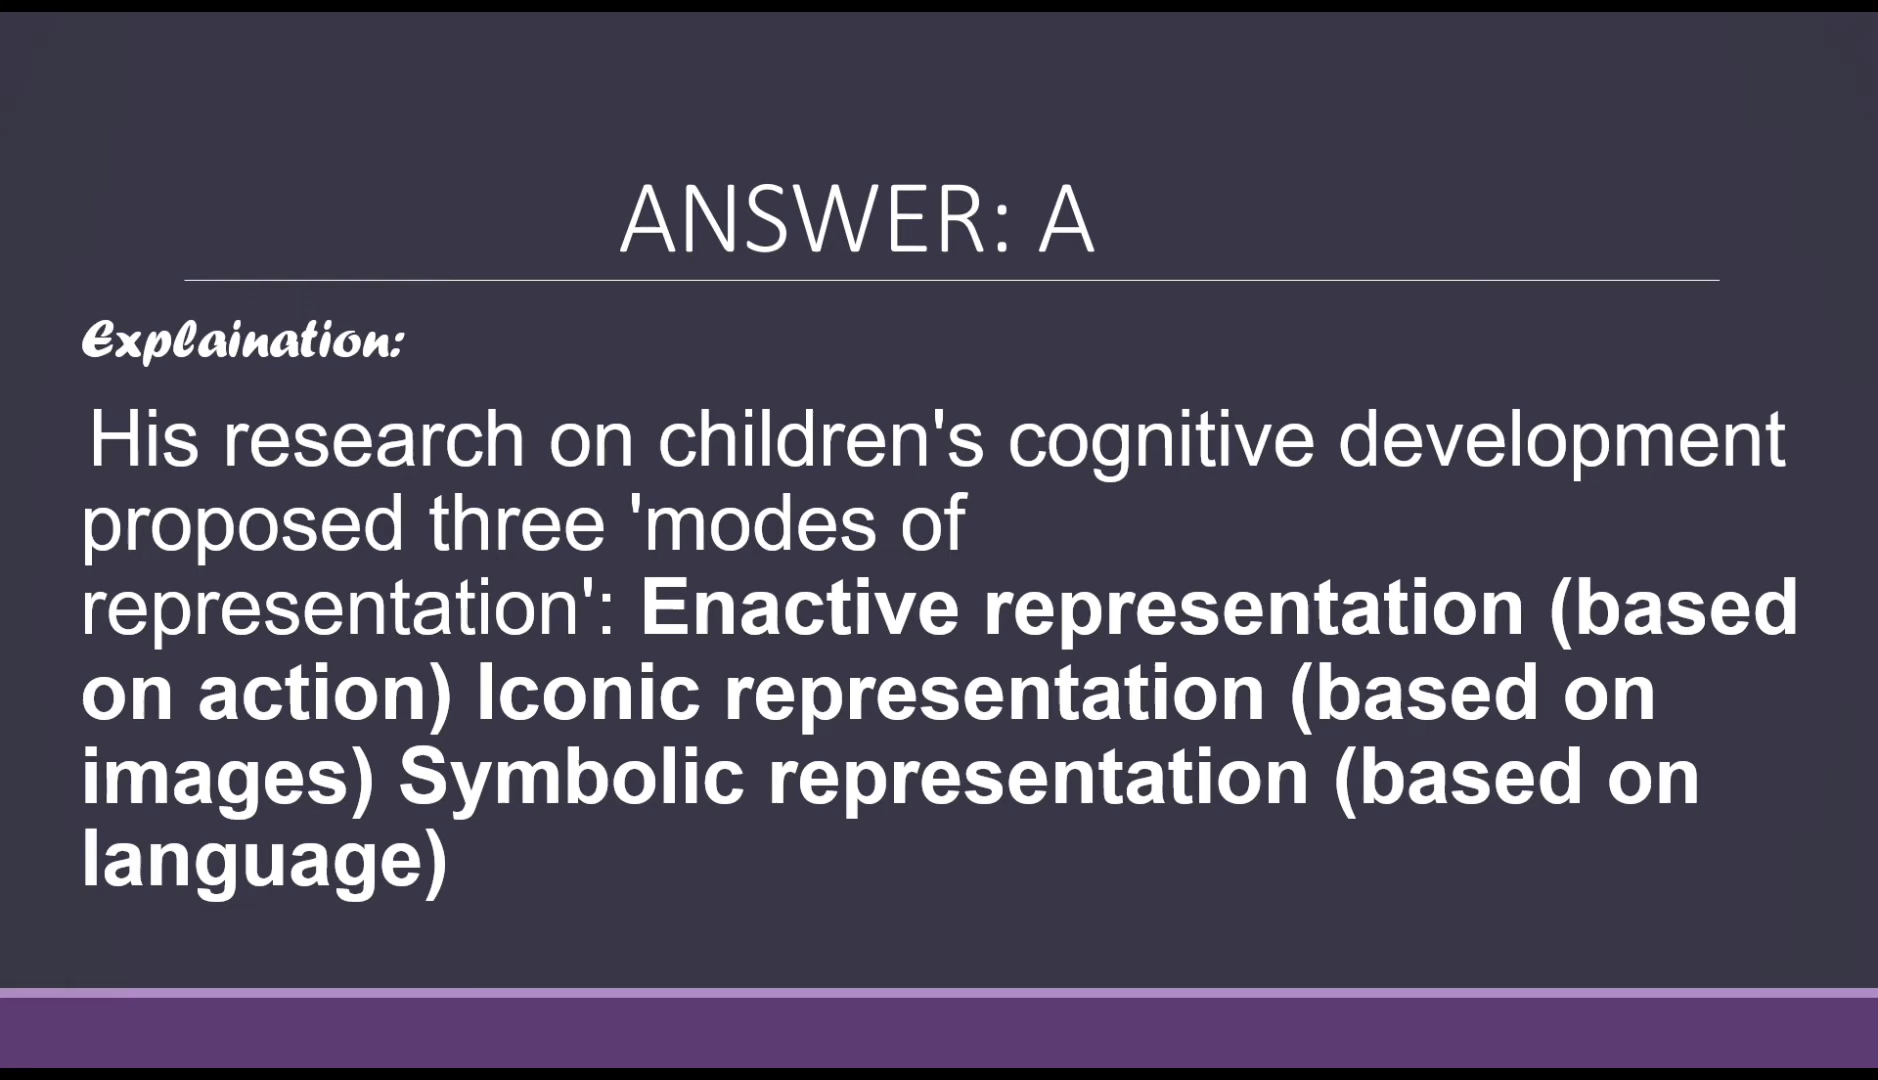 ANSWER: A
Explaination:
His research on children's cognitive development
proposed three 'modes of
representation': Enactive representation (based
on action) Iconic representation (based on
images) Symbolic representation (based on
language)